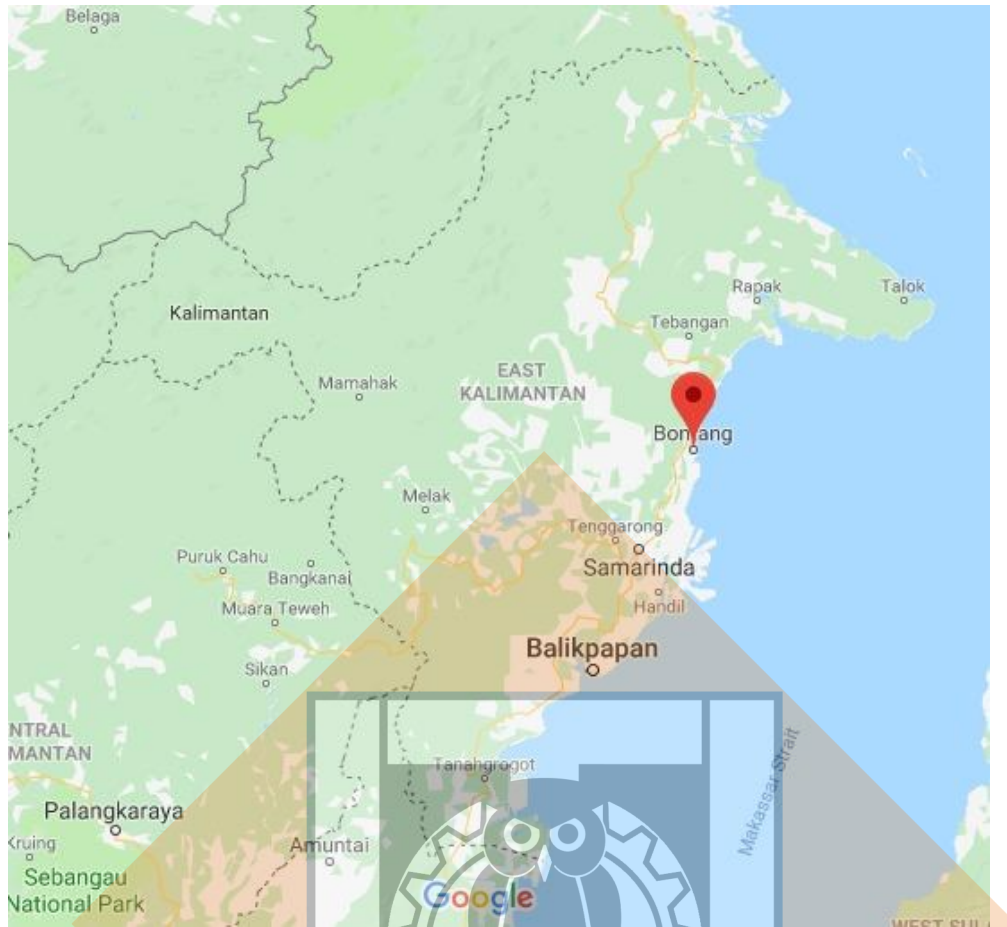 Belaga
Rapak
Talok
Kalimantan
Tebangan
EAST
KALIMANTAN
Mamahak
Bontang
Melak
Tenggarong
Puruk Cahu
Samarinda
Bangkanai
Handil
Muara Teweh
Balikpapan
Sikan
NTRAL
MANTAN
Makassar Strait
Tanahgrogot
Palangkaraya
Kruing
Amuntai
Sebangau
National Park
Google
WEST SUL